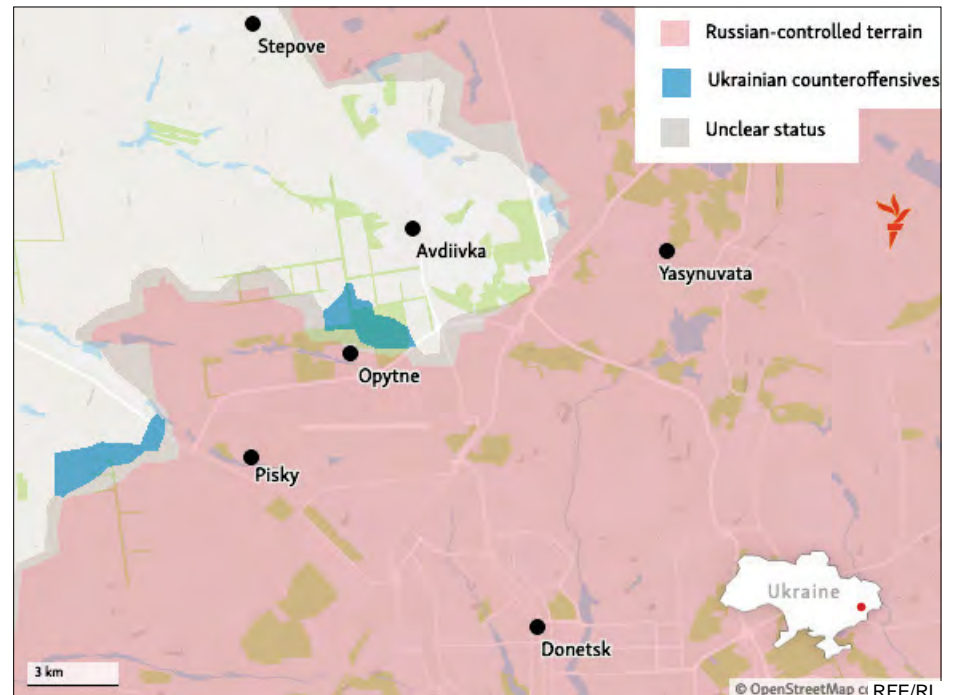 Stepove
Russian-controlled terrain
Ukrainian counteroffensives
Unclear status
Avdiivka
Yasynuvata
Opytne
Pisky
Ukraine
Donetsk
3 km
© OpenStreetMap
RFE/RL